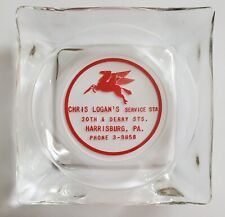 CHRIS LOGAN'S SERVICE STA
20TH & DERRY STS.
HARRISBURG, PA.
PHONE 3-8858